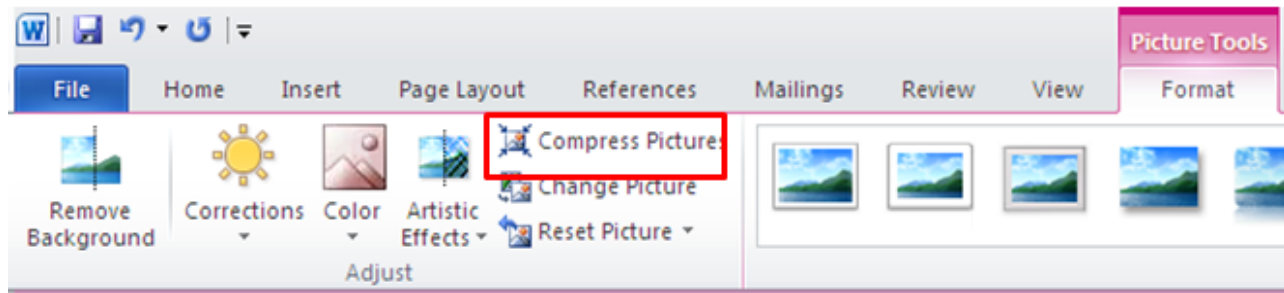 W
Picture Tools
File Home Insert Page Layout References Mailings Review View Format
Compress Pictures
Change Picture
Remove Background
Corrections
Color
Artistic Effects
Reset Picture
Adjust